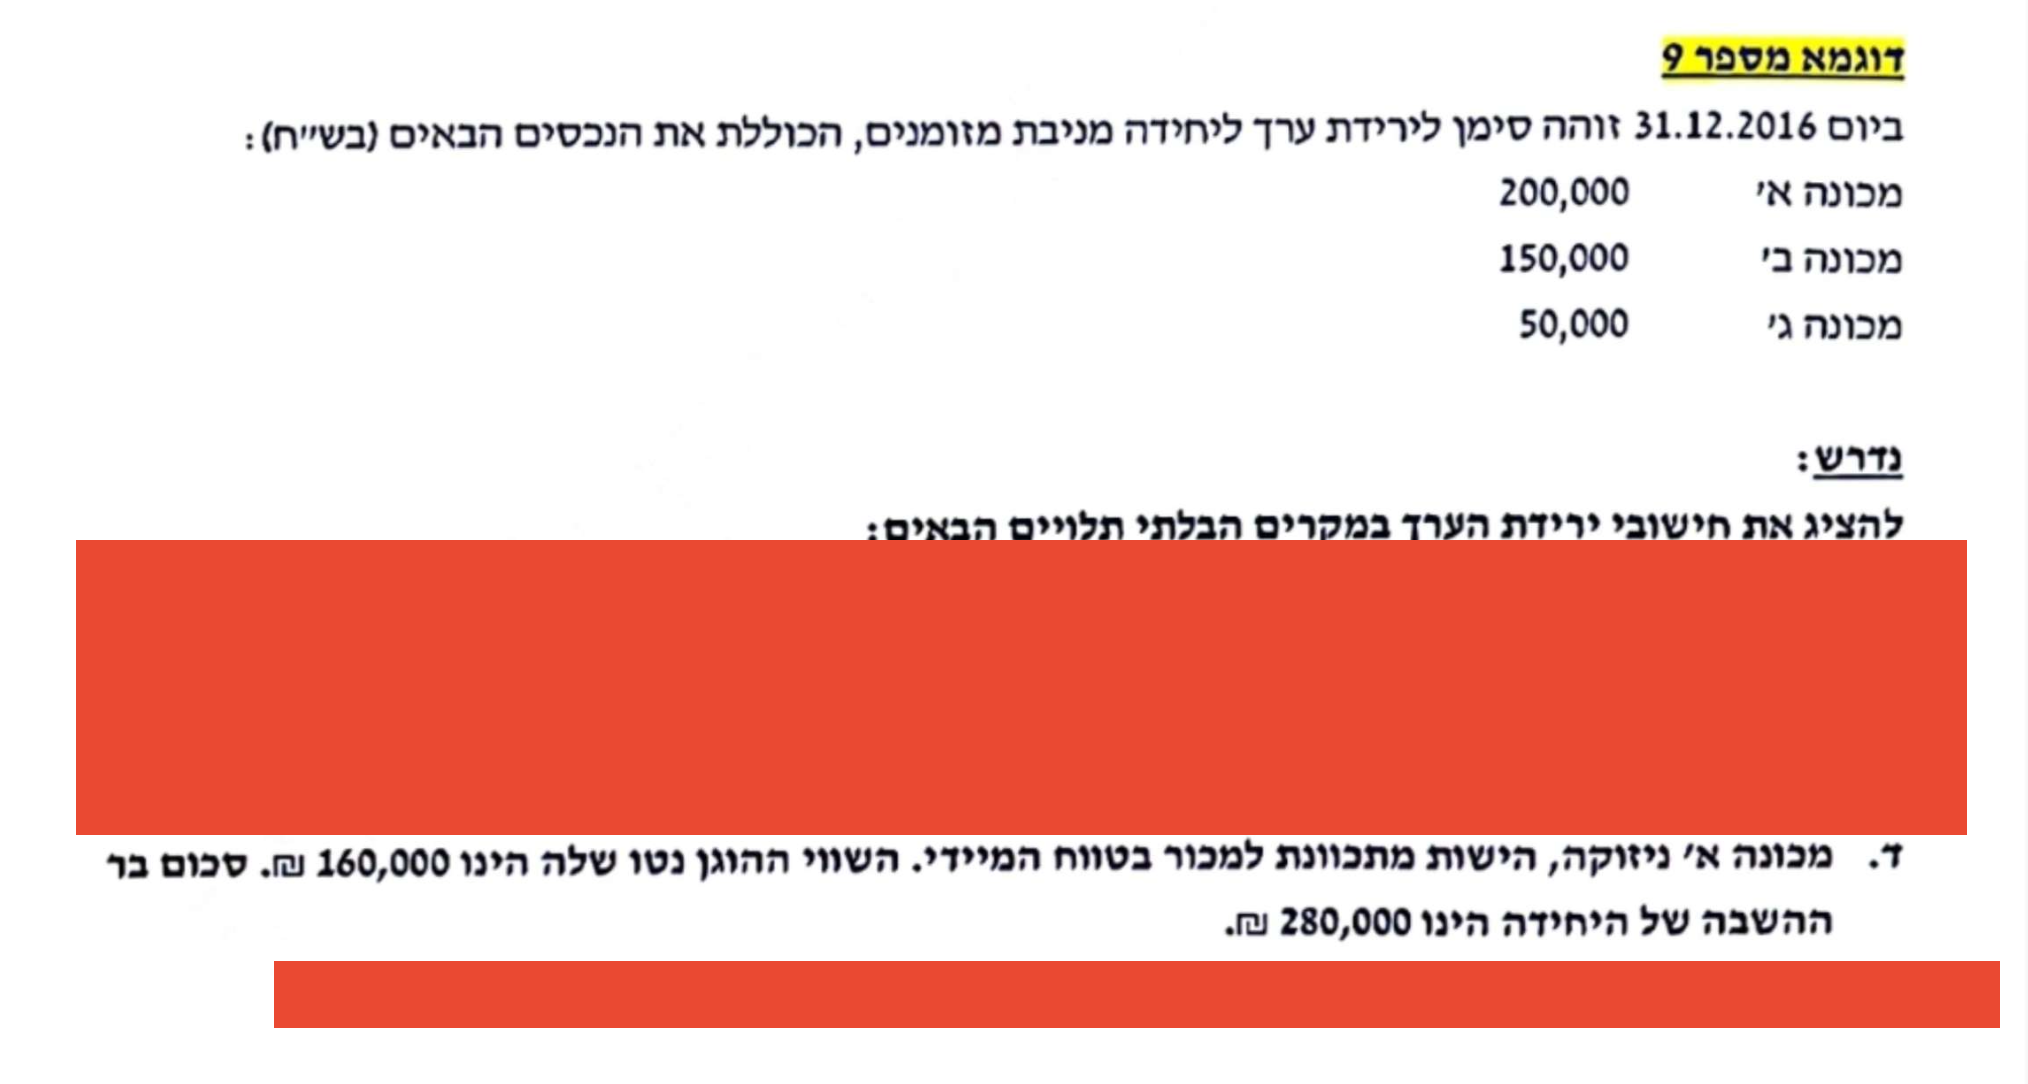 דוגמא מספר 9
ביום 31.12.2016 זוהה סימן לירידת ערך ליחידה מניבת מזומנים, הכוללת את הנכסים הבאים (בש״ח):
מכונה א׳ 200,000
מכונה ב׳ 150,000
מכונה ג׳ 50,000
נדרש:
להציג את חישובי ירידת הערך במקרים הבלתי תלויים הבאים:
ד. מכונה א׳ ניזוקה, הישות מתכוונת למכור בטווח המיידי. השווי ההוגן נטו שלה הינו 160,000 ₪. סכום בר
ההשבה של היחידה הינו 280,000 ₪.